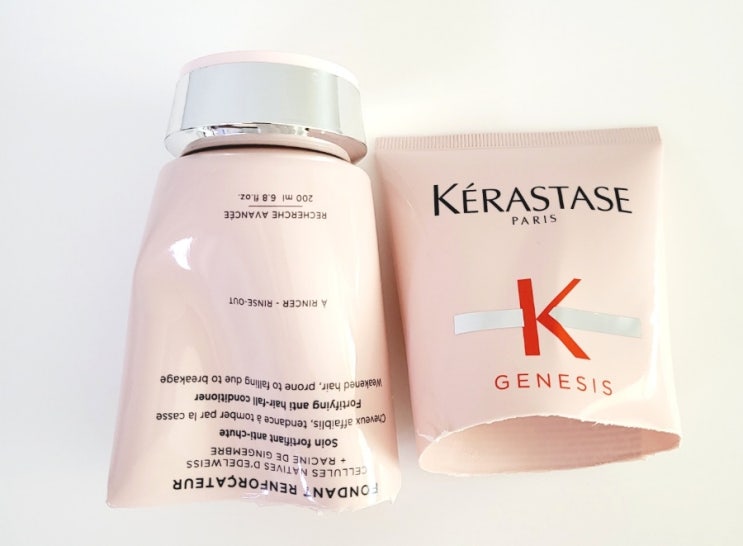 KÉRASTASE
PARIS
K
GENESIS
FONDANT RENFORÇATEUR
CELLULES NATIVES D'EDELWEISS
+ RACINE DE GINGEMBRE
Soin fortifiant anti-chute
Cheveux affaiblis, tendance à tomber par la casse
Fortifying anti hair-fall conditioner
Weakened hair, prone to falling due to breakage
À RINCER - RINSE-OUT
RECHERCHE AVANCÉE
200 ml 6.8 fl.oz.